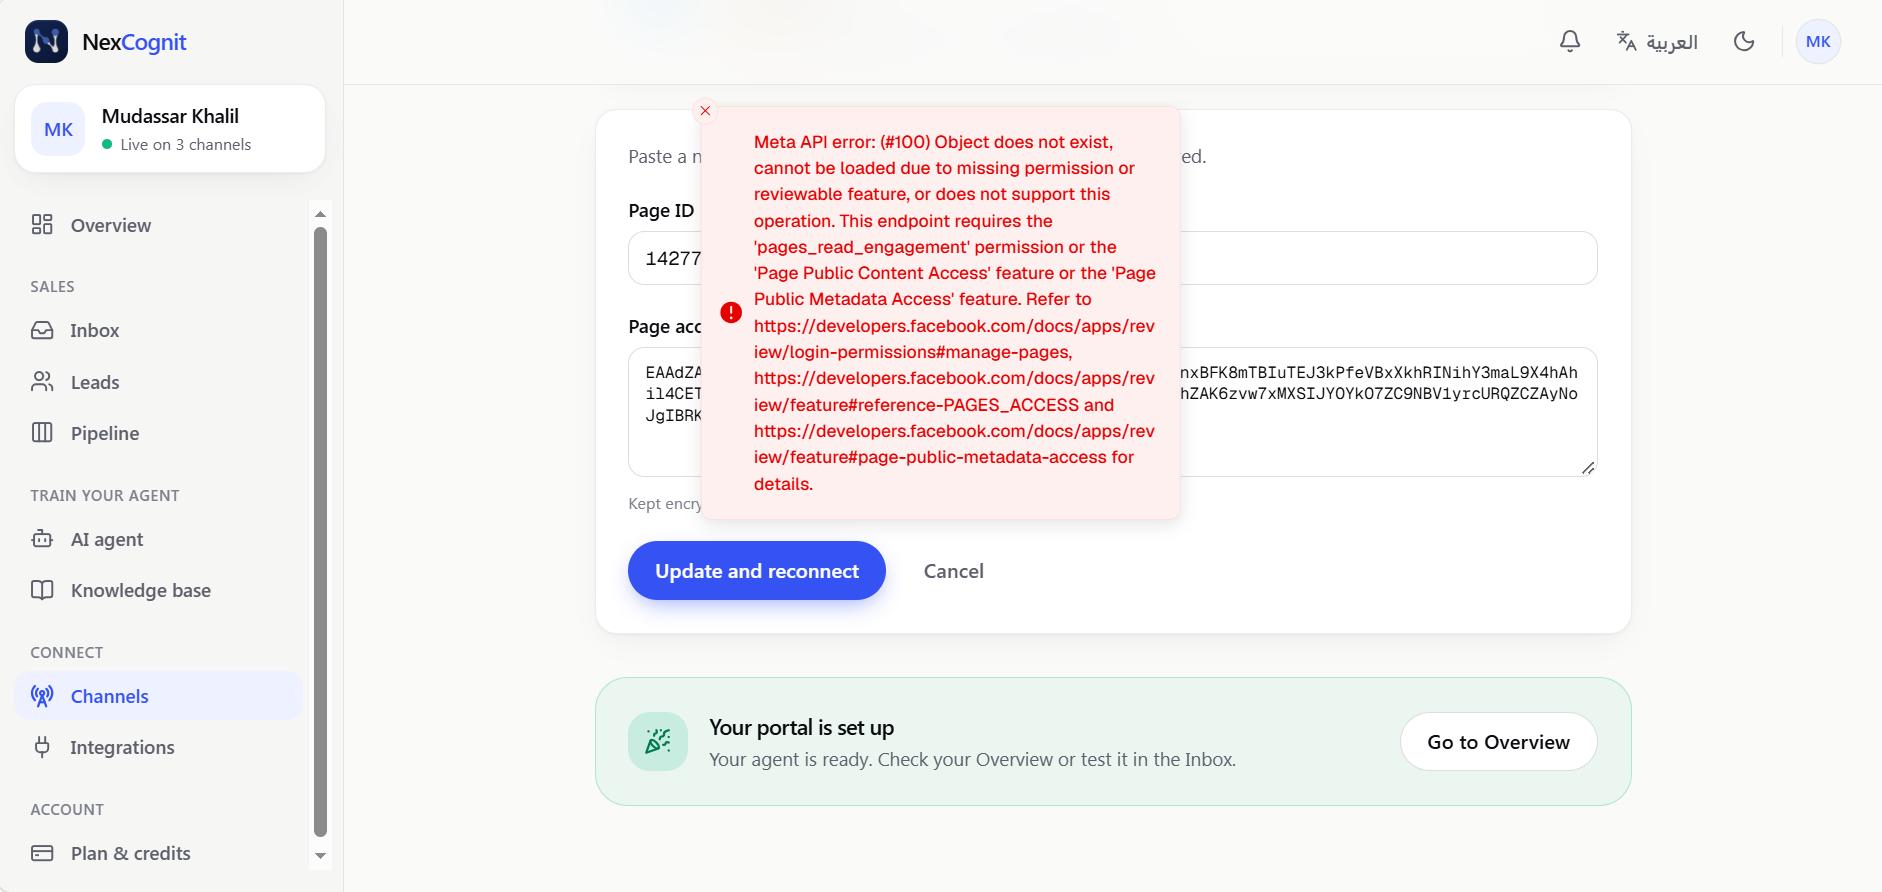 NexCognit
العربية
MK
MK
Mudassar Khalil
Live on 3 channels
Overview
SALES
Inbox
Leads
Pipeline
TRAIN YOUR AGENT
AI agent
Knowledge base
CONNECT
Channels
Integrations
ACCOUNT
Plan & credits
Paste a n
ed.
Page ID
14277
Page acc
EAAdZA
nxBFK8mTBIuTEJ3kPfeVBxXkhRINihY3maL9X4hAh
il4CET
hZAK6zvw7xMXSIJYOYkO7ZC9NBV1yrcURQZCZAyNo
JgIBRK
Kept encry
Meta API error: (#100) Object does not exist,
cannot be loaded due to missing permission or
reviewable feature, or does not support this
operation. This endpoint requires the
'pages_read_engagement' permission or the
'Page Public Content Access' feature or the 'Page
Public Metadata Access' feature. Refer to
https://developers.facebook.com/docs/apps/rev
iew/login-permissions#manage-pages,
https://developers.facebook.com/docs/apps/rev
iew/feature#reference-PAGES_ACCESS and
https://developers.facebook.com/docs/apps/rev
iew/feature#page-public-metadata-access for
details.
Update and reconnect
Cancel
Your portal is set up
Your agent is ready. Check your Overview or test it in the Inbox.
Go to Overview